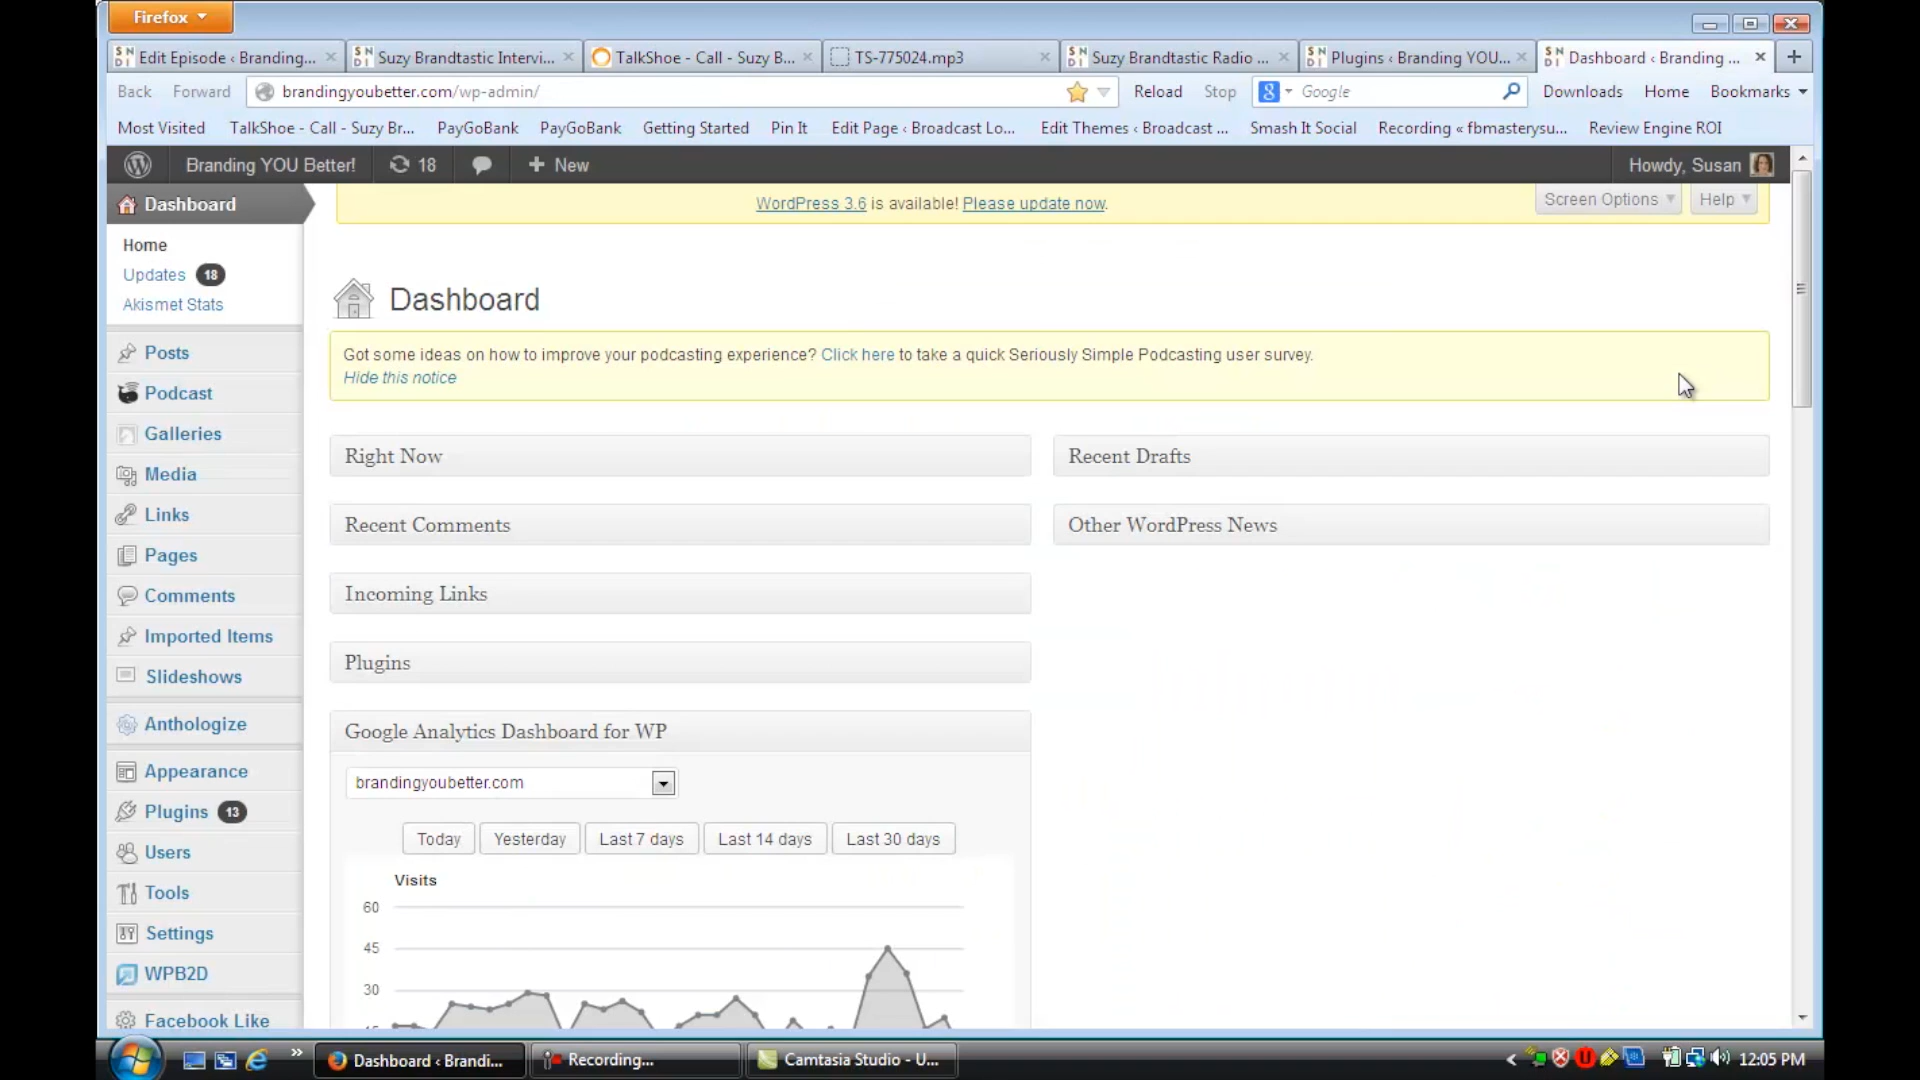 Firefox
Edit Episode ‹ Branding...
Suzy Brandtastic Intervi...
TalkShoe - Call - Suzy B...
TS-775024.mp3
Suzy Brandtastic Radio ...
Plugins ‹ Branding YOU...
Dashboard ‹ Branding ...
Back Forward brandingyoubetter.com/wp-admin/ Reload Stop Google Downloads Home Bookmarks
Most Visited TalkShoe - Call - Suzy Br... PayGoBank PayGoBank Getting Started Pin It Edit Page ‹ Broadcast Lo... Edit Themes ‹ Broadcast ... Smash It Social Recording « fbmasterysu... Review Engine ROI
Branding YOU Better! 18 + New Howdy, Susan
Dashboard
WordPress 3.6 is available! Please update now.
Screen Options Help
Home
Updates 18
Akismet Stats
Dashboard
Got some ideas on how to improve your podcasting experience? Click here to take a quick Seriously Simple Podcasting user survey.
Hide this notice
Posts
Podcast
Galleries
Media
Links
Pages
Comments
Imported Items
Slideshows
Anthologize
Appearance
Plugins 13
Users
Tools
Settings
WPB2D
Facebook Like
Right Now
Recent Comments
Incoming Links
Plugins
Google Analytics Dashboard for WP
brandingyoubetter.com
Today Yesterday Last 7 days Last 14 days Last 30 days
Visits
60
45
30
Recent Drafts
Other WordPress News
Dashboard ‹ Brandi...
Recording...
Camtasia Studio - U...
12:05 PM